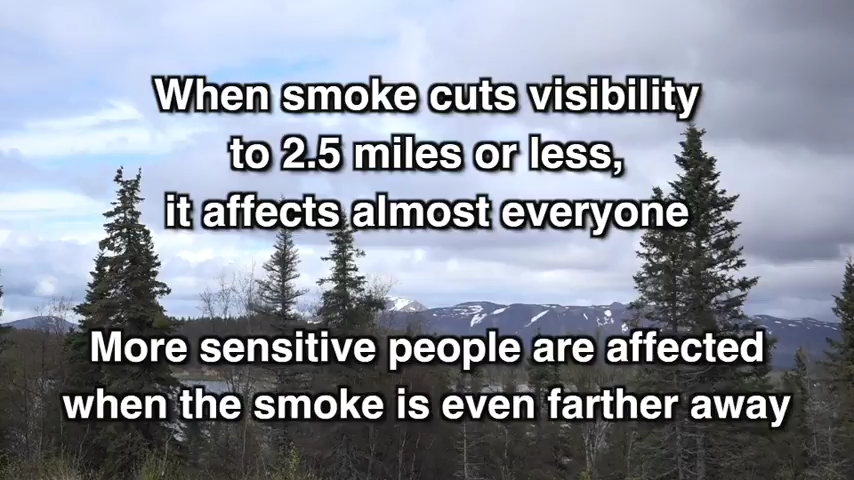 When smoke cuts visibility
to 2.5 miles or less,
it affects almost everyone
More sensitive people are affected
when the smoke is even farther away